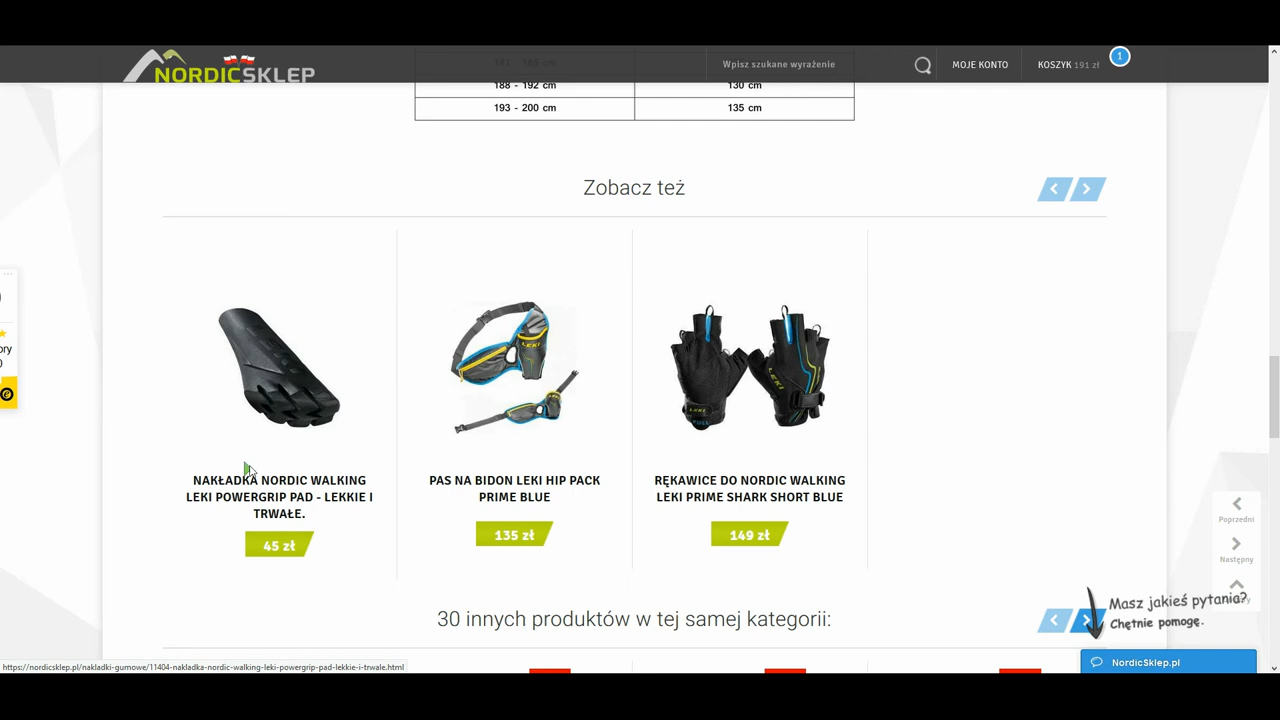 NORDICSKLEP
Wpisz szukane wyrażenie
MOJE KONTO
KOSZYK 191 zł
1
188 - 192 cm 130 cm
193 - 200 cm 135 cm
Zobacz też
LEKI
LEKI
NAKŁADKA NORDIC WALKING
LEKI POWERGRIP PAD - LEKKIE I
TRWAŁE.
45 zł
PAS NA BIDON LEKI HIP PACK
PRIME BLUE
135 zł
RĘKAWICE DO NORDIC WALKING
LEKI PRIME SHARK SHORT BLUE
149 zł
Poprzedni
Następny
30 innych produktów w tej samej kategorii:
Masz jakieś pytania?
Chętnie pomogę.
NordicSklep.pl
https://nordicsklep.pl/nakladki-gumowe/11404-nakladka-nordic-walking-leki-powergrip-pad-lekkie-i-trwale.html